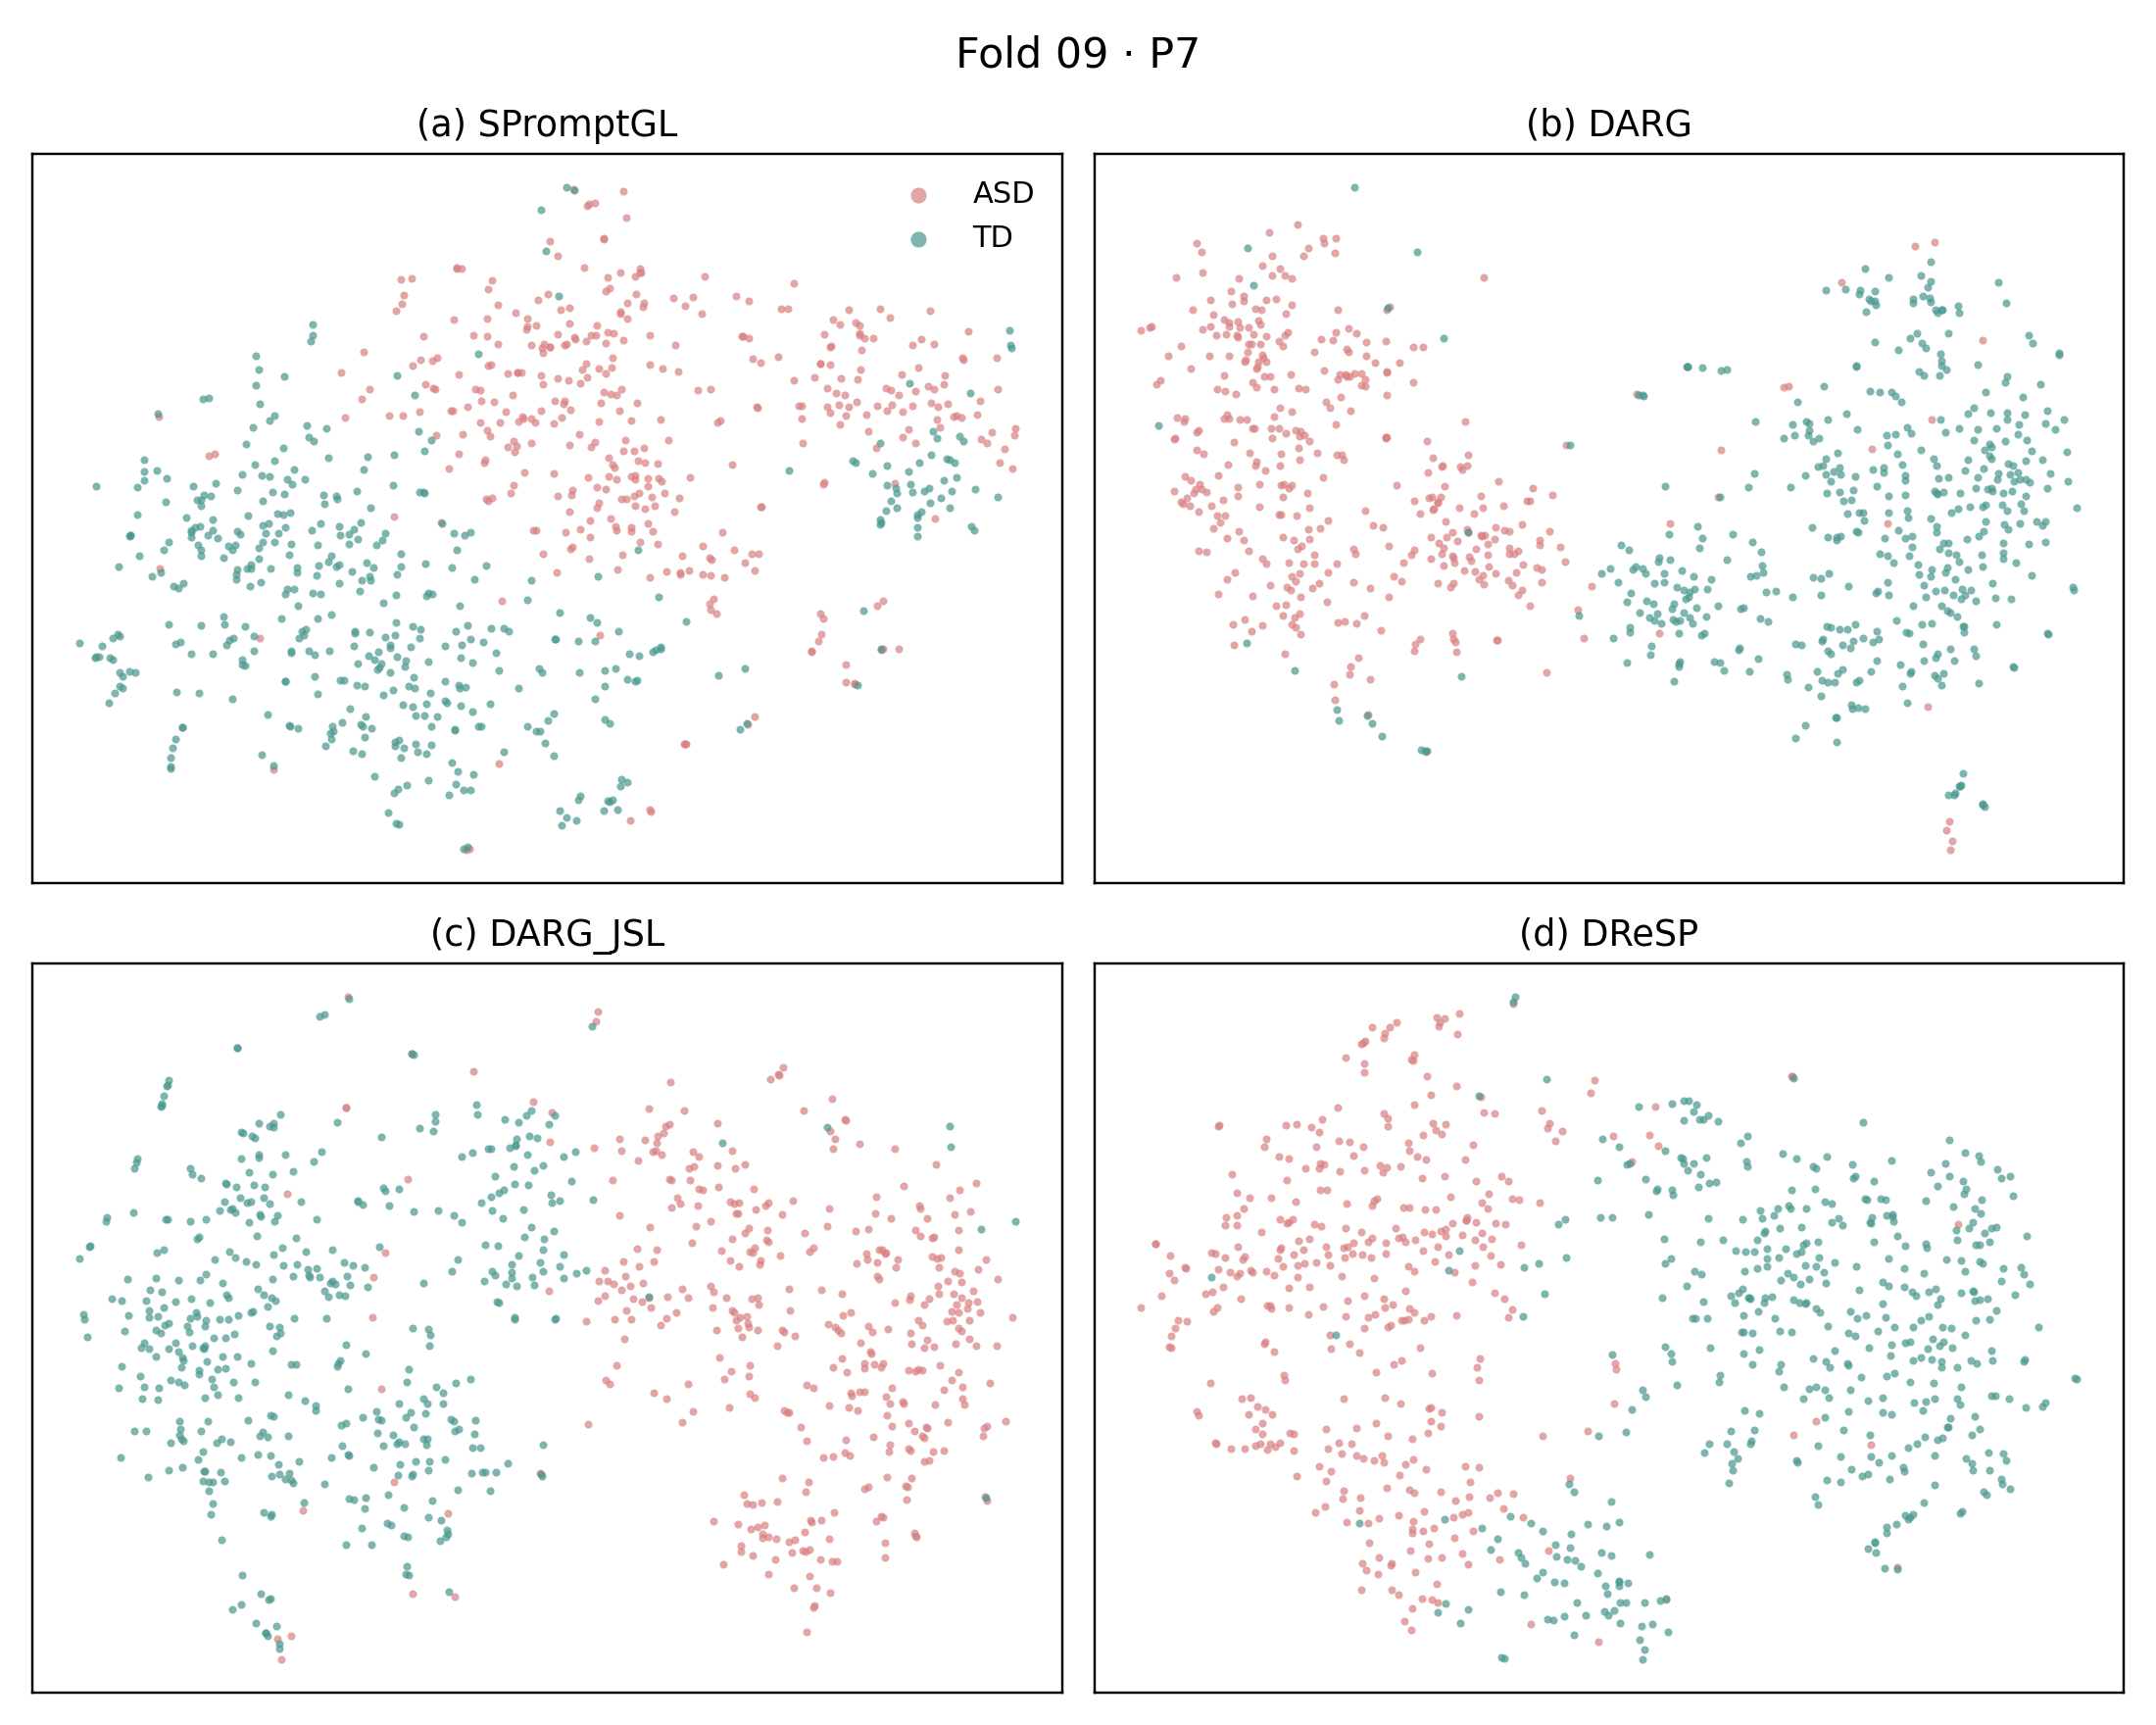 Fold 09 · P7
(a) SPromptGL
(b) DARG
ASD
TD
(c) DARG_JSL
(d) DReSP